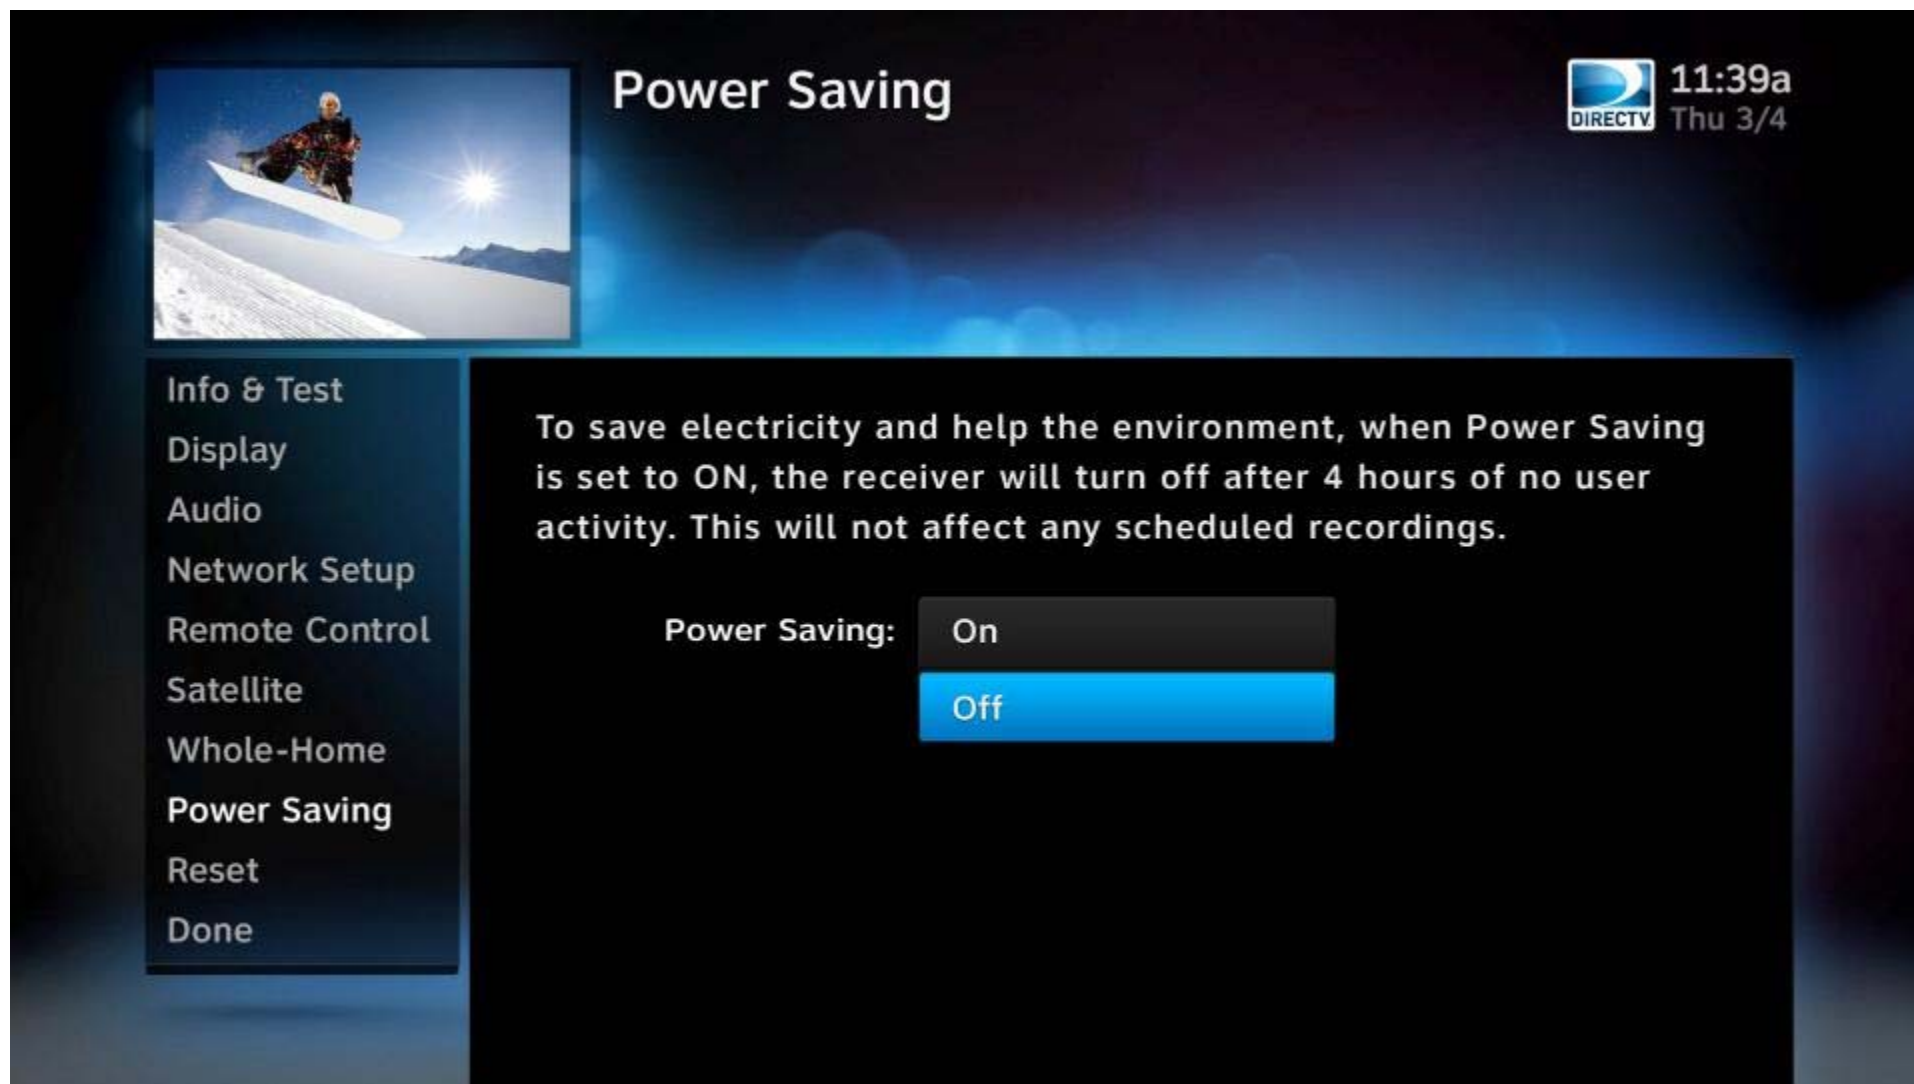 Power Saving
DIRECTV
11:39a
Thu 3/4
Info & Test
Display
Audio
Network Setup
Remote Control
Satellite
Whole-Home
Power Saving
Reset
Done
To save electricity and help the environment, when Power Saving
is set to ON, the receiver will turn off after 4 hours of no user
activity. This will not affect any scheduled recordings.
Power Saving: On
Off